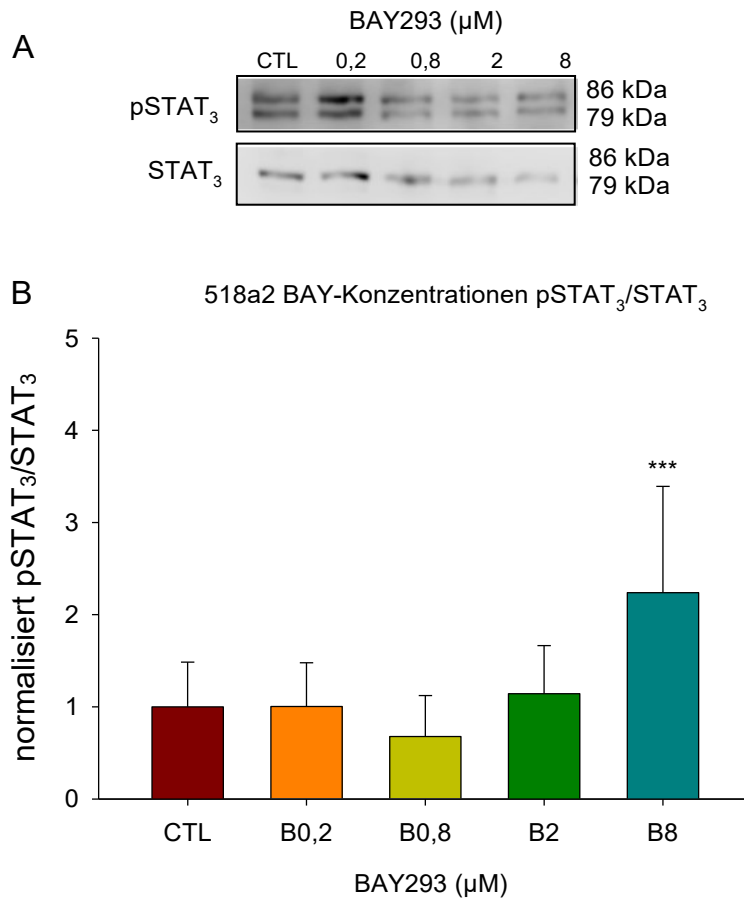 A
BAY293 (µM)
CTL 0,2 0,8 2 8
pSTAT3
86 kDa
79 kDa
STAT3
86 kDa
79 kDa
B
518a2 BAY-Konzentrationen pSTAT3/STAT3
normalisiert pSTAT3/STAT3
5
4
3
2
1
0
***
CTL B0,2 B0,8 B2 B8
BAY293 (µM)